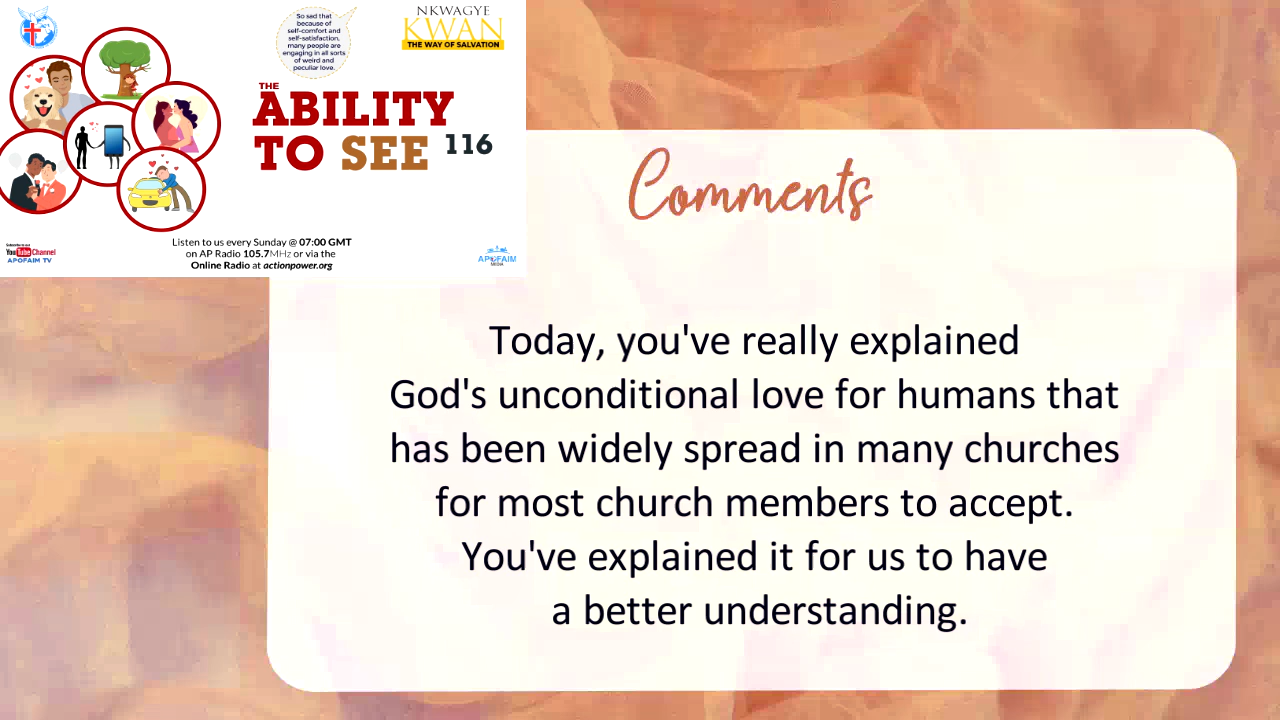 So sad that
because of
self-comfort and
self-satisfaction,
many people are
engaging in all sorts
of weird and
peculiar love.
NKWAGYE
KWAN
THE WAY OF SALVATION
THE
ABILITY
TO SEE 116
Listen to us every Sunday @ 07:00 GMT
on AP Radio 105.7MHz or via the
Online Radio at actionpower.org
Subscribe to our
YouTube Channel
APOFAIM TV
APOFAIM
MEDIA
Comments
Today, you've really explained
God's unconditional love for humans that
has been widely spread in many churches
for most church members to accept.
You've explained it for us to have
a better understanding.